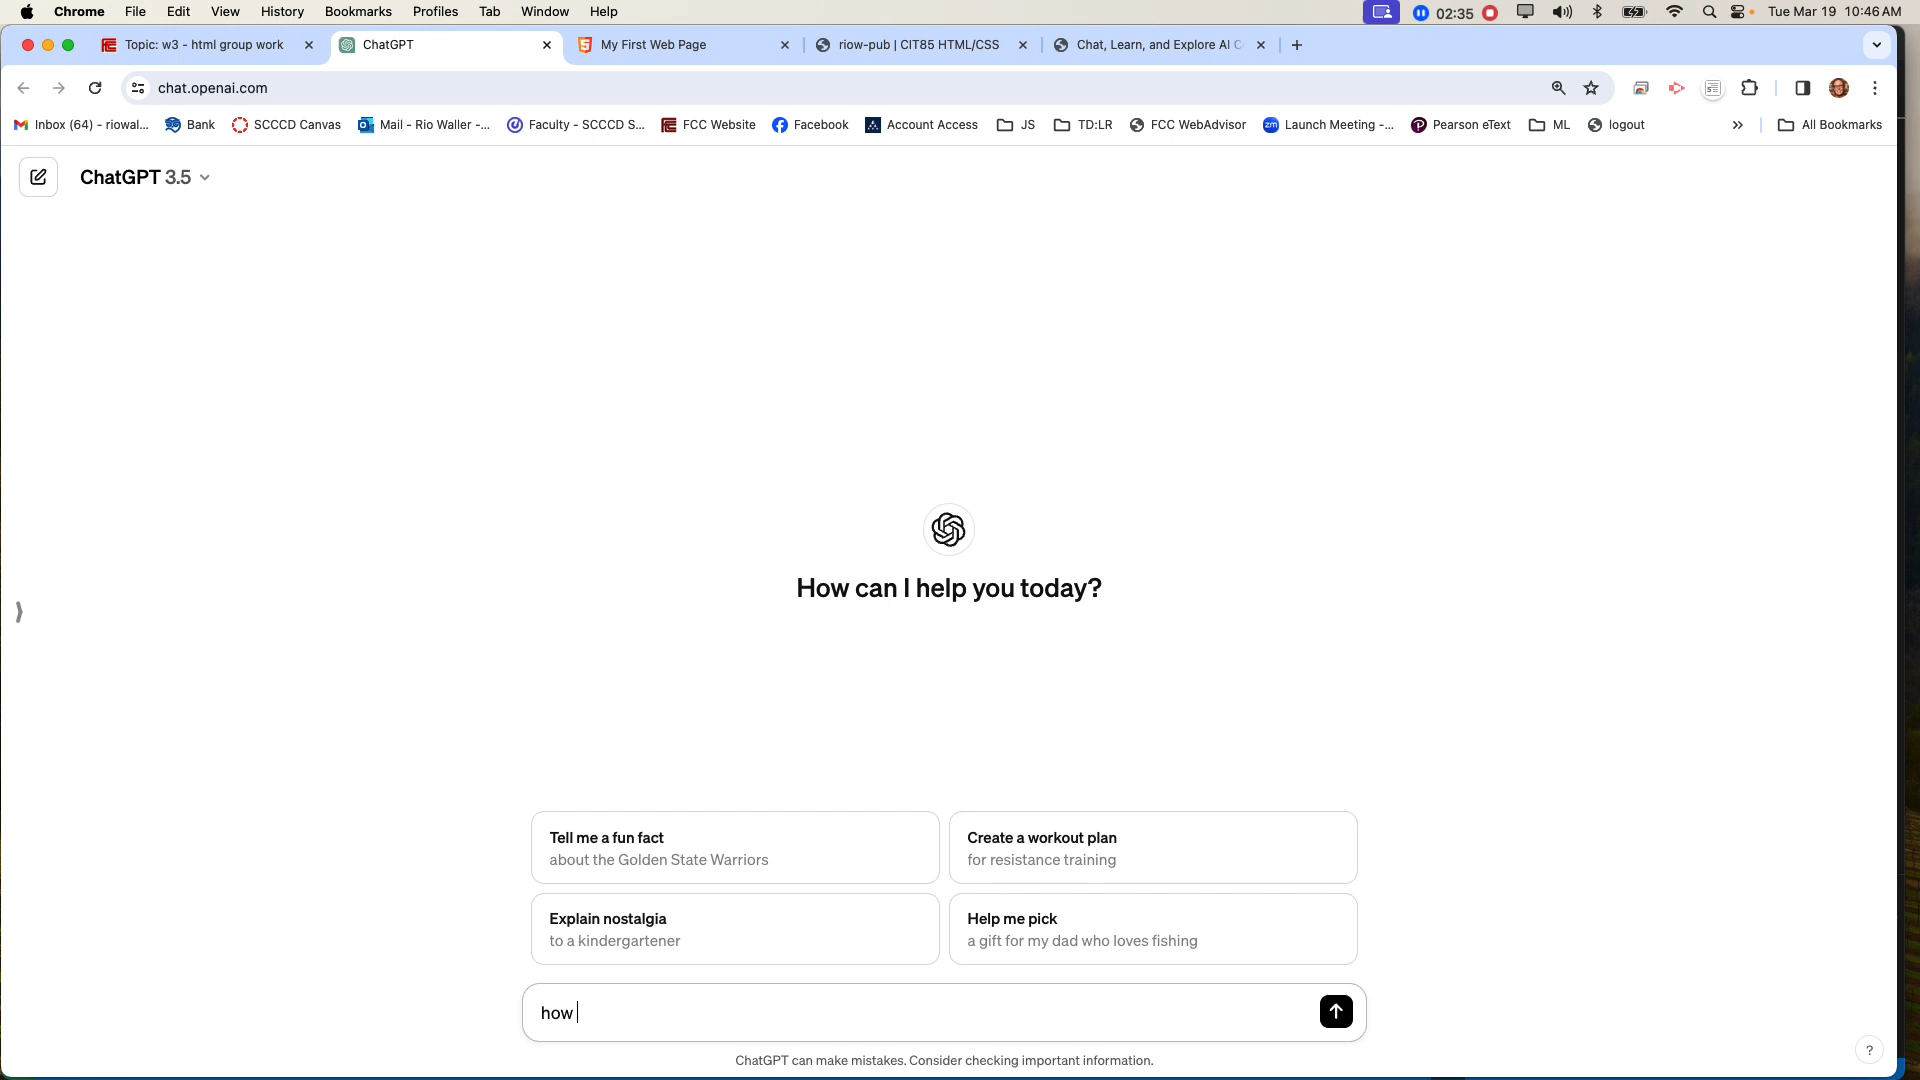 Chrome File Edit View History Bookmarks Profiles Tab Window Help 02:35 Tue Mar 19 10:46 AM
Topic: w3 - html group work ChatGPT My First Web Page riow-pub | CIT85 HTML/CSS Chat, Learn, and Explore AI C
chat.openai.com
Inbox (64) - riowal... Bank SCCCD Canvas Mail - Rio Waller -... Faculty - SCCCD S... FCC Website Facebook Account Access JS TD:LR FCC WebAdvisor Launch Meeting -... Pearson eText ML logout » All Bookmarks
ChatGPT 3.5
How can I help you today?
Tell me a fun fact
about the Golden State Warriors
Create a workout plan
for resistance training
Explain nostalgia
to a kindergartener
Help me pick
a gift for my dad who loves fishing
how
ChatGPT can make mistakes. Consider checking important information.
?